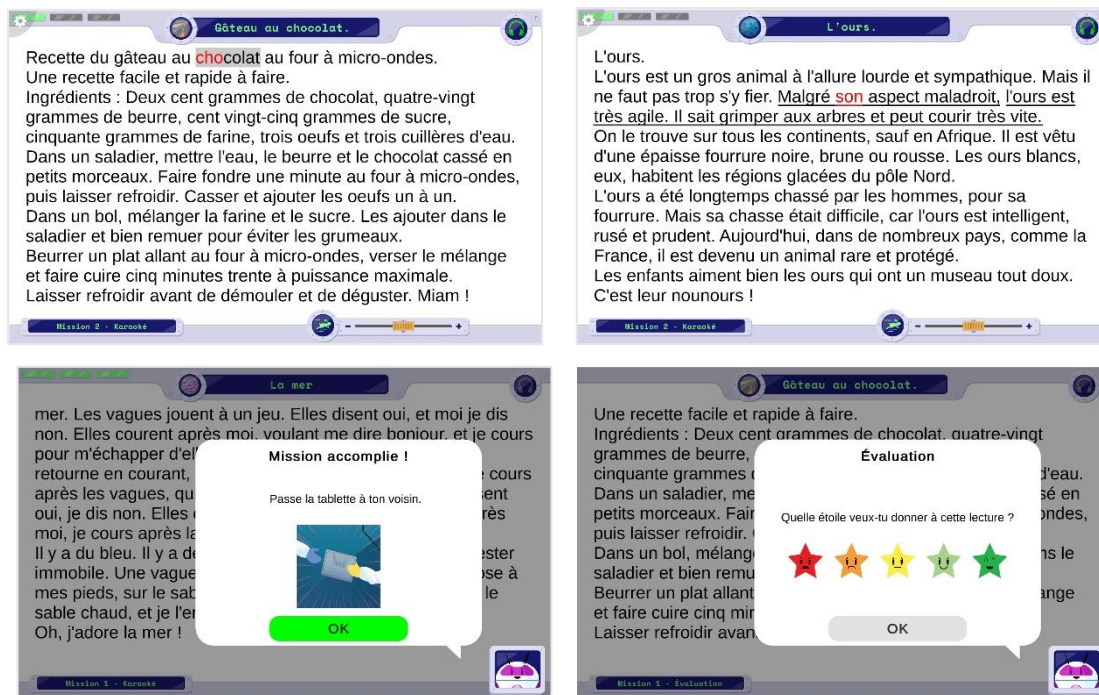 Gâteau au chocolat.
Recette du gâteau au chocolat au four à micro-ondes.
Une recette facile et rapide à faire.
Ingrédients : Deux cent grammes de chocolat, quatre-vingt
grammes de beurre, cent vingt-cinq grammes de sucre,
cinquante grammes de farine, trois oeufs et trois cuillères d'eau.
Dans un saladier, mettre l'eau, le beurre et le chocolat cassé en
petits morceaux. Faire fondre une minute au four à micro-ondes,
puis laisser refroidir. Casser et ajouter les oeufs un à un.
Dans un bol, mélanger la farine et le sucre. Les ajouter dans le
saladier et bien remuer pour éviter les grumeaux.
Beurrer un plat allant au four à micro-ondes, verser le mélange
et faire cuire cinq minutes trente à puissance maximale.
Laisser refroidir avant de démouler et de déguster. Miam !
Mission 2 - Karaoké
- +
L'ours.
L'ours.
L'ours est un gros animal à l'allure lourde et sympathique. Mais il
ne faut pas trop s'y fier. Malgré son aspect maladroit, l'ours est
très agile. Il sait grimper aux arbres et peut courir très vite.
On le trouve sur tous les continents, sauf en Afrique. Il est vêtu
d'une épaisse fourrure noire, brune ou rousse. Les ours blancs,
eux, habitent les régions glacées du pôle Nord.
L'ours a été longtemps chassé par les hommes, pour sa
fourrure. Mais sa chasse était difficile, car l'ours est intelligent,
rusé et prudent. Aujourd'hui, dans de nombreux pays, comme la
France, il est devenu un animal rare et protégé.
Les enfants aiment bien les ours qui ont un museau tout doux.
C'est leur nounours !
Mission 2 - Karaoké
- +
La mer
mer. Les vagues jouent à un jeu. Elles disent oui, et moi je dis
non. Elles courent après moi, voulant me dire bonjour, et je cours
pour m'échapper
retourne en courant, cours
après les vagues,
oui, je dis non. Elles
moi, je cours après
Il y a du bleu. Il y a
immobile. Une vague à
mes pieds, sur le le
sable chaud, et
Oh, j'adore la mer !
Mission accomplie !
Passe la tablette à ton voisin.
OK
Mission 1 - Karaoké
Gâteau au chocolat.
Une recette facile et rapide à faire.
Ingrédients : Deux cent grammes de chocolat, quatre-vingt
grammes de beurre,
cinquante grammes d'eau.
Dans un saladier, en
petits morceaux.
puis laisser refroidir.
Dans un bol, le
saladier et bien
Beurrer un plat allant
et faire cuire cinq
Laisser refroidir
Évaluation
Quelle étoile veux-tu donner à cette lecture ?
OK
Mission 1 - Évaluation